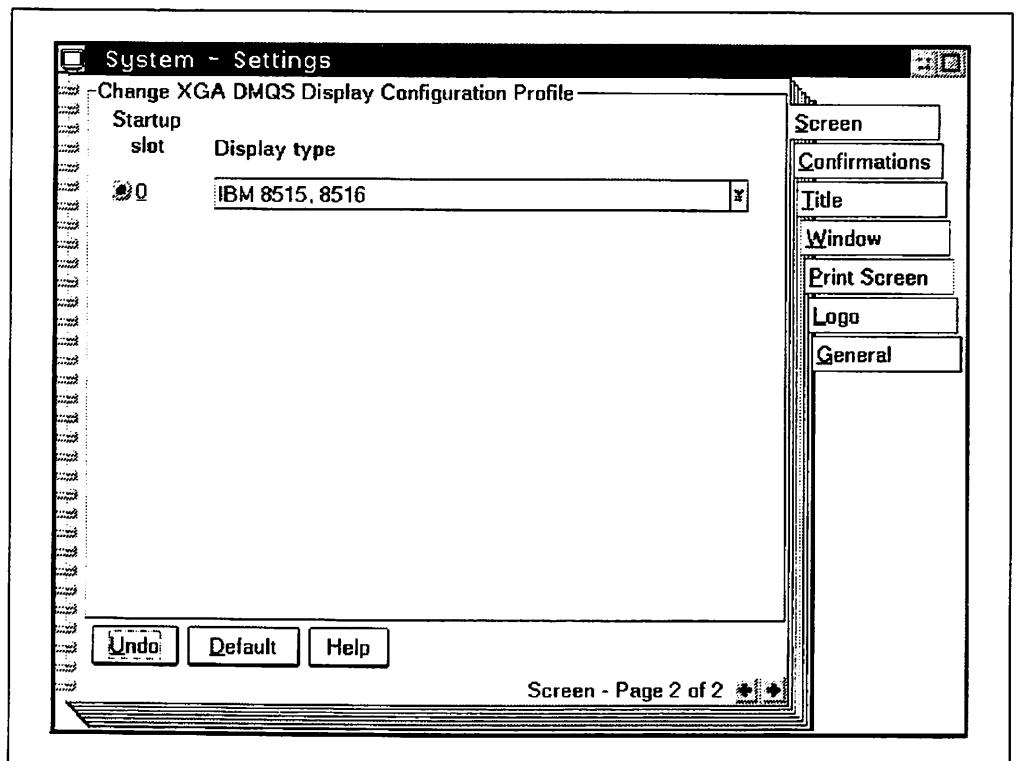 System - Settings
Change XGA DMQS Display Configuration Profile
Startup
slot
Display type
0
IBM 8515, 8516
Screen
Confirmations
Title
Window
Print Screen
Logo
General
Undo
Default
Help
Screen - Page 2 of 2